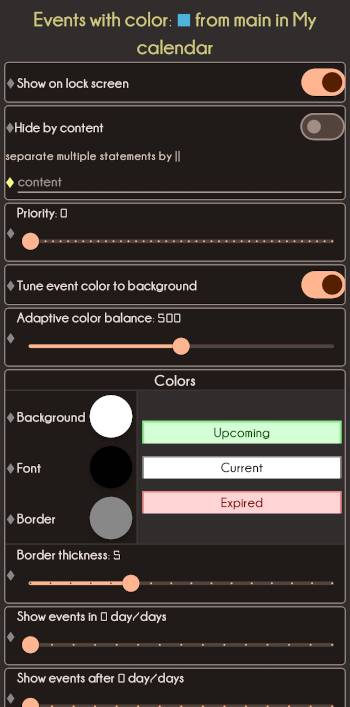 Events with color: from main in My
calendar
Show on lock screen
Hide by content
separate multiple statements by ||
content
Priority: 0
Tune event color to background
Adaptive color balance: 500
Colors
Background
Upcoming
Font
Current
Expired
Border
Border thickness: 5
Show events in 0 day/days
Show events after 0 day/days